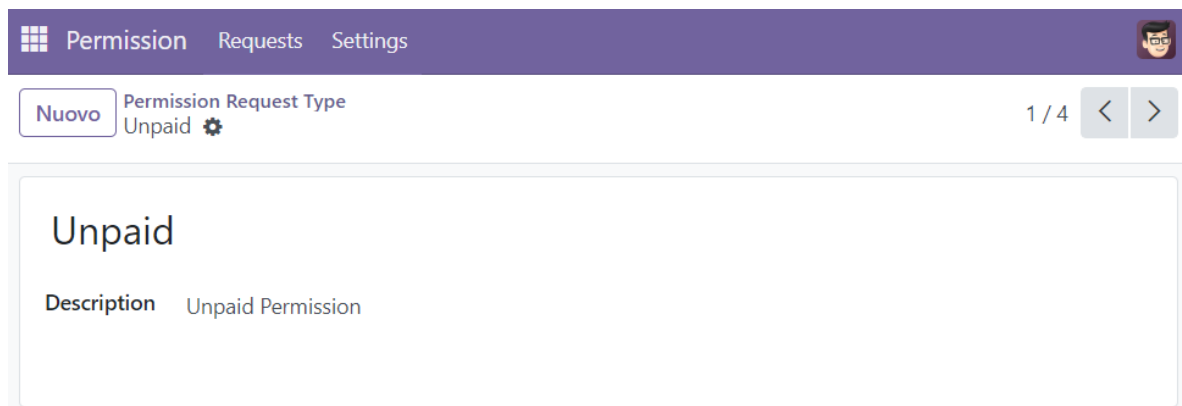 Permission Requests Settings
Nuovo
Permission Request Type
Unpaid
1 / 4
Unpaid
Description Unpaid Permission